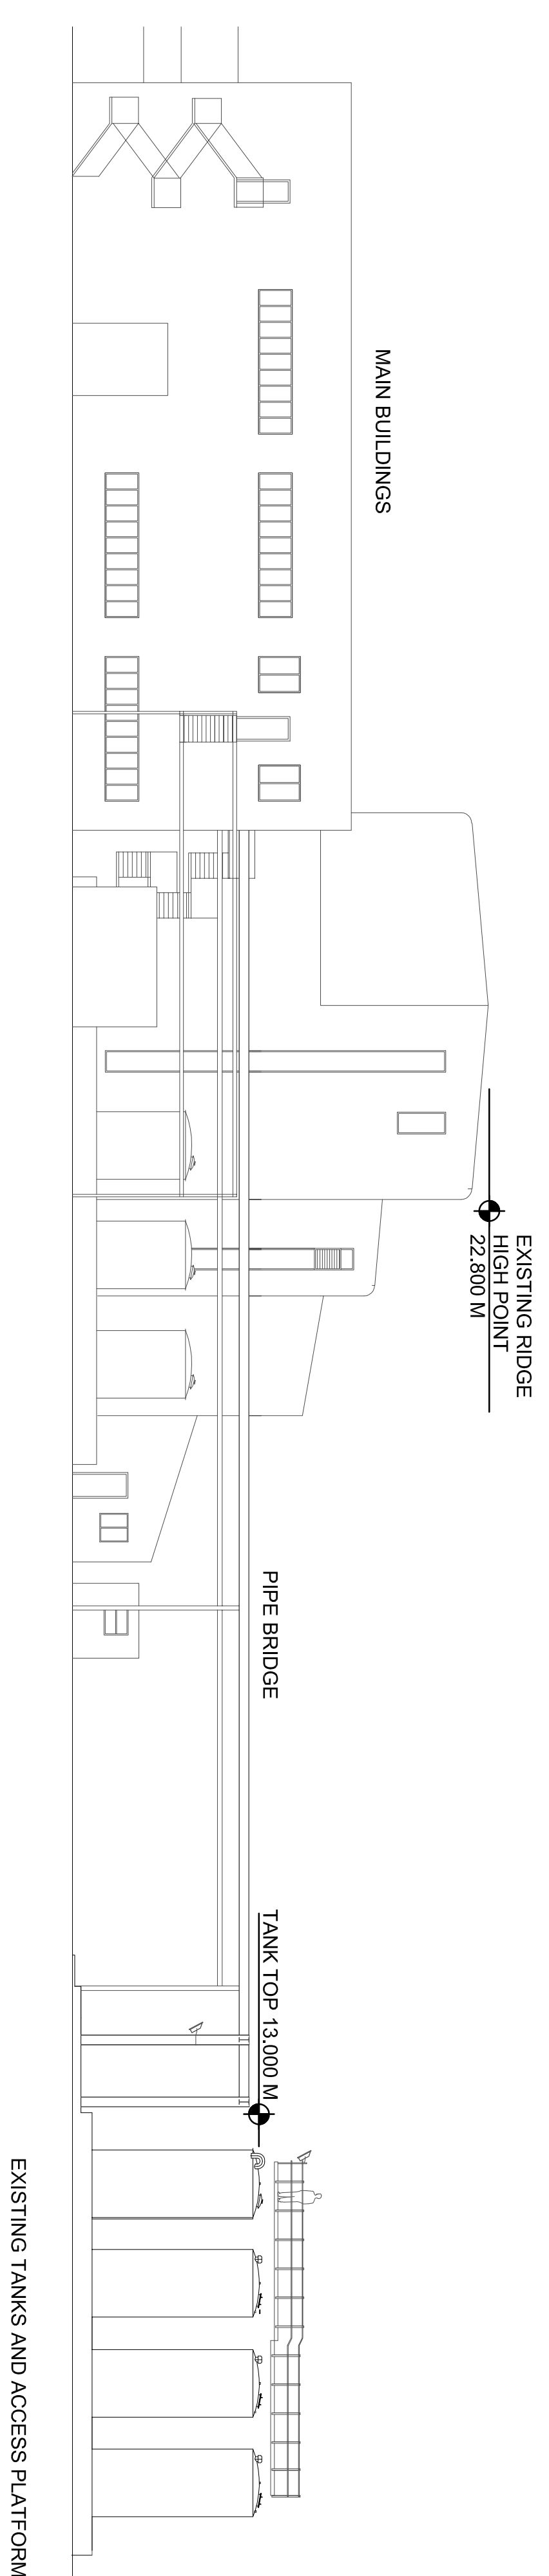 MAIN BUILDINGS
EXISTING RIDGE
HIGH POINT
22.800 M
PIPE BRIDGE
TANK TOP 13.000 M
EXISTING TANKS AND ACCESS PLATFORM